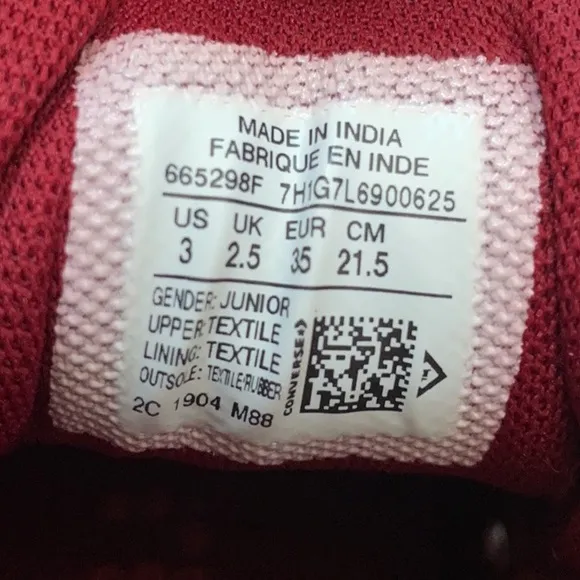 MADE IN INDIA
FABRIQUE EN INDE
665298F 7H1G7L6900625
US UK EUR CM
3 2.5 35 21.5
GENDER: JUNIOR
UPPER: TEXTILE
LINING: TEXTILE
OUTSOLE: TEXTILE/RUBBER
2C 1904 M88
CONVERSE
TM